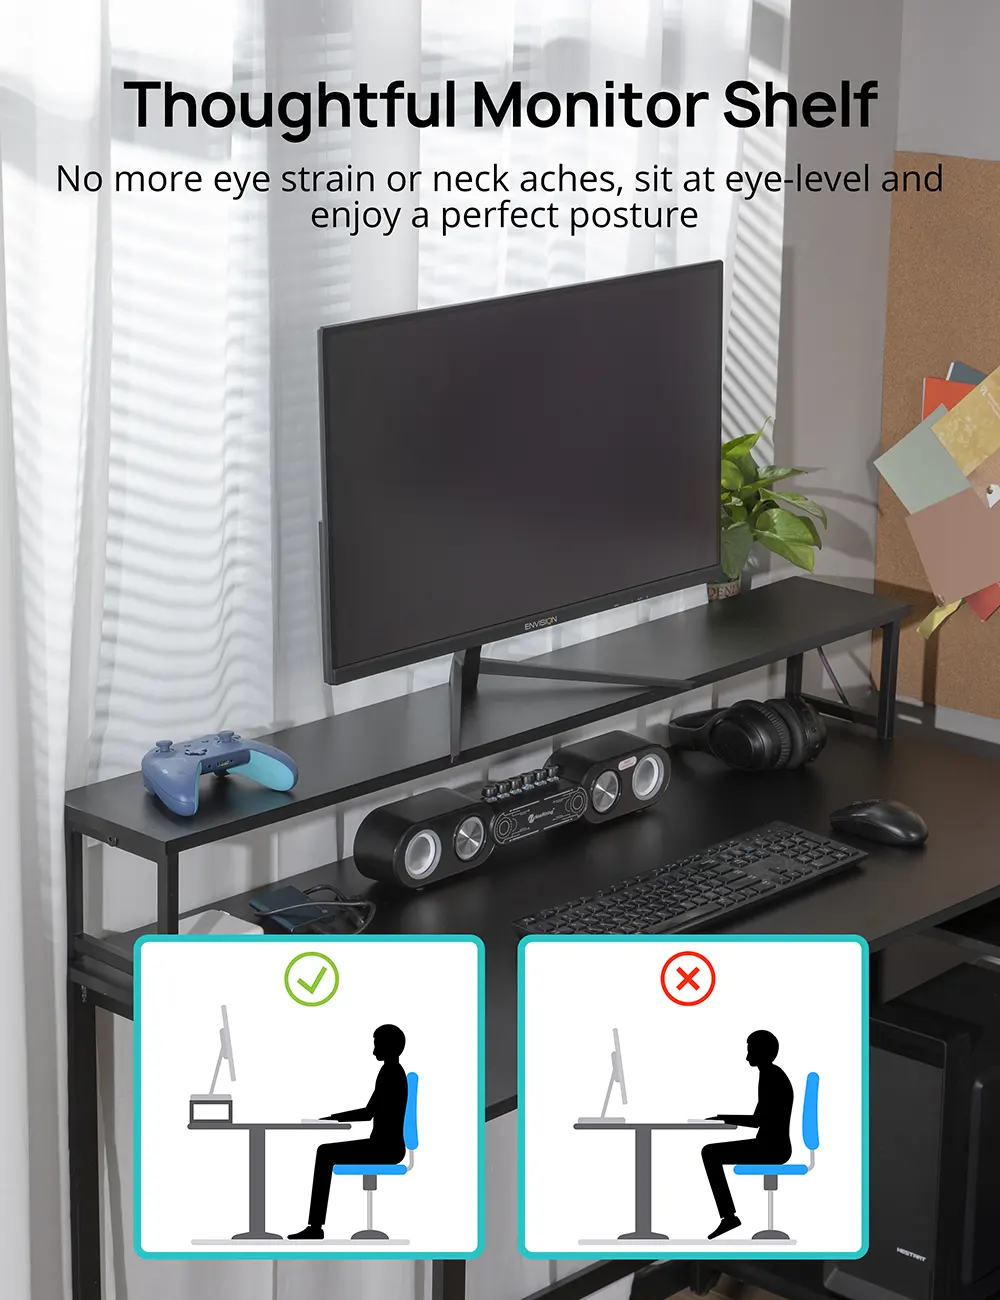 Thoughtful Monitor Shelf
No more eye strain or neck aches, sit at eye-level and
enjoy a perfect posture
ENVISION